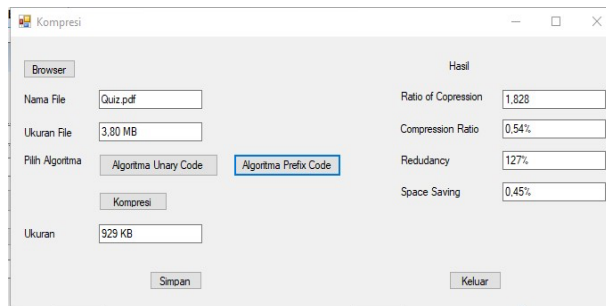 Kompresi
Browser
Hasil
Nama File Quiz.pdf
Ratio of Copression 1,828
Ukuran File 3,80 MB
Compression Ratio 0,54%
Pilih Algoritma Algoritma Unary Code Algoritma Prefix Code
Redudancy 127%
Kompresi
Space Saving 0,45%
Ukuran 929 KB
Simpan
Keluar